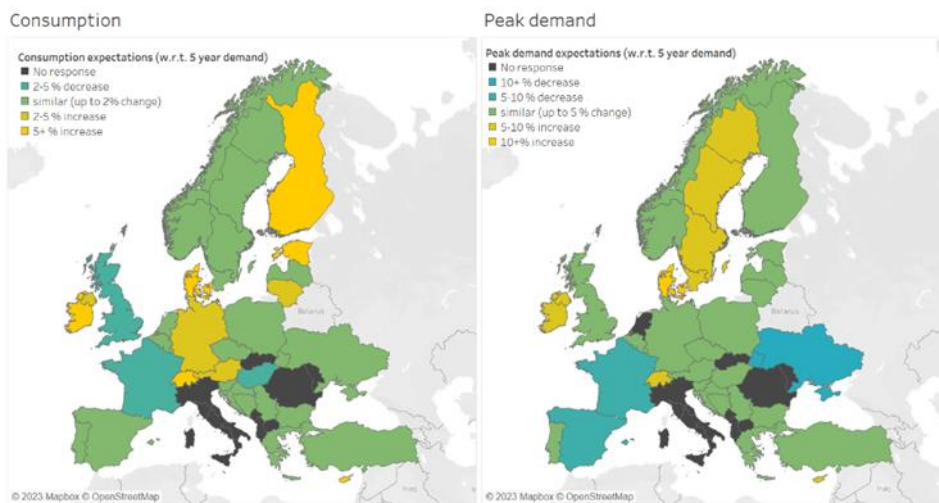 Consumption
Peak demand
Consumption expectations (w.r.t. 5 year demand)
No response
2-5 % decrease
similar (up to 2% change)
2-5 % increase
5+ % increase
Belarus
© 2023 Mapbox © OpenStreetMap
Peak demand expectations (w.r.t. 5 year demand)
No response
10+ % decrease
5-10 % decrease
similar (up to 5 % change)
5-10 % increase
10+% increase
Belarus
Iraq
© 2023 Mapbox © OpenStreetMap